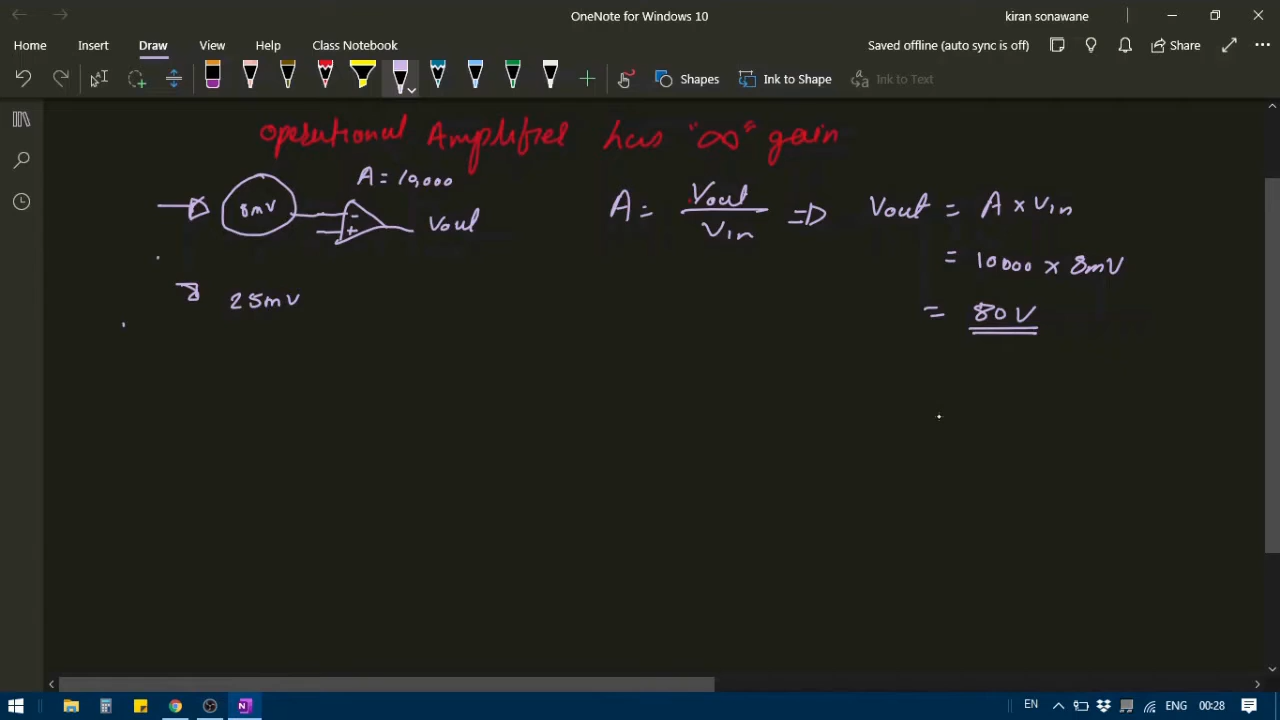 OneNote for Windows 10
kiran sonawane
Home Insert Draw View Help Class Notebook
Saved offline (auto sync is off)
Share
Shapes
Ink to Shape
Ink to Text
operational Amplifier has "∞" gain
A = 10,000
8mV
-
+
Vout
A = Vout / Vin ⇒ Vout = A × Vin
= 10000 × 8mV
= 80 V
25mV
EN
ENG
00:28